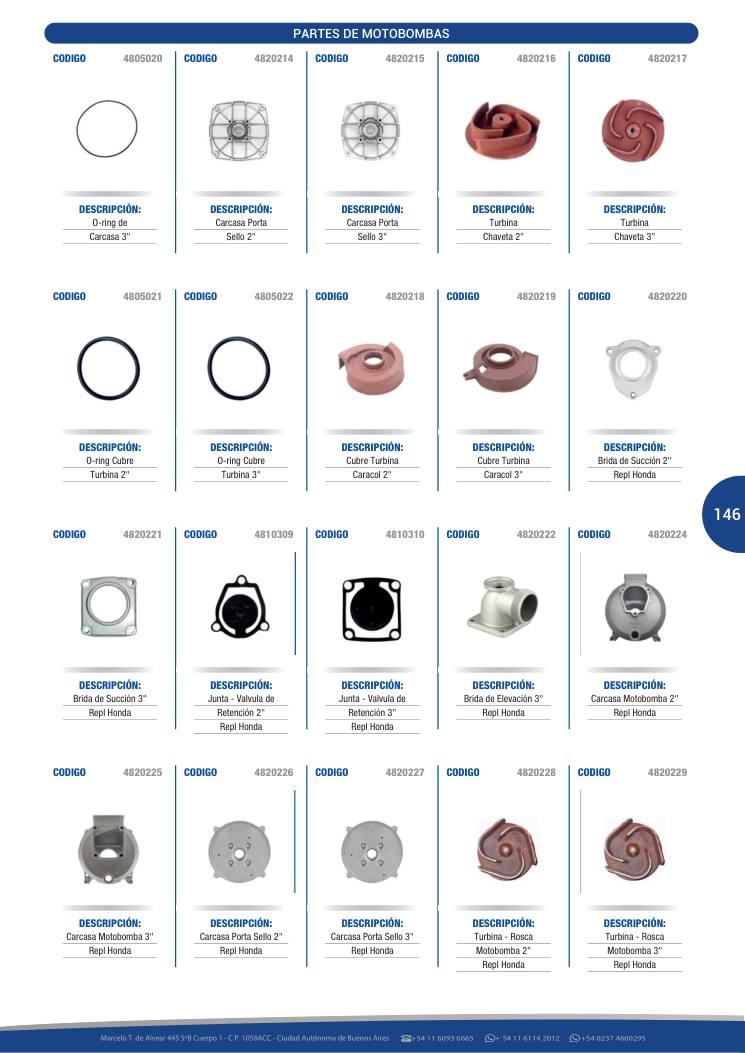 PARTES DE MOTOBOMBAS
CODIGO 4805020
DESCRIPCIÓN:
O-ring de
Carcasa 3"
CODIGO 4820214
DESCRIPCIÓN:
Carcasa Porta
Sello 2"
CODIGO 4820215
DESCRIPCIÓN:
Carcasa Porta
Sello 3"
CODIGO 4820216
DESCRIPCIÓN:
Turbina
Chaveta 2"
CODIGO 4820217
DESCRIPCIÓN:
Turbina
Chaveta 3"
CODIGO 4805021
DESCRIPCIÓN:
O-ring Cubre
Turbina 2"
CODIGO 4805022
DESCRIPCIÓN:
O-ring Cubre
Turbina 3"
CODIGO 4820218
DESCRIPCIÓN:
Cubre Turbina
Caracol 2"
CODIGO 4820219
DESCRIPCIÓN:
Cubre Turbina
Caracol 3"
CODIGO 4820220
DESCRIPCIÓN:
Brida de Succión 2"
Repl Honda
146
CODIGO 4820221
DESCRIPCIÓN:
Brida de Succión 3"
Repl Honda
CODIGO 4810309
DESCRIPCIÓN:
Junta - Valvula de
Retención 2"
Repl Honda
CODIGO 4810310
DESCRIPCIÓN:
Junta - Valvula de
Retención 3"
Repl Honda
CODIGO 4820222
DESCRIPCIÓN:
Brida de Elevación 3"
Repl Honda
CODIGO 4820224
DESCRIPCIÓN:
Carcasa Motobomba 2"
Repl Honda
CODIGO 4820225
DESCRIPCIÓN:
Carcasa Motobomba 3"
Repl Honda
CODIGO 4820226
DESCRIPCIÓN:
Carcasa Porta Sello 2"
Repl Honda
CODIGO 4820227
DESCRIPCIÓN:
Carcasa Porta Sello 3"
Repl Honda
CODIGO 4820228
DESCRIPCIÓN:
Turbina - Rosca
Motobomba 2"
Repl Honda
CODIGO 4820229
DESCRIPCIÓN:
Turbina - Rosca
Motobomba 3"
Repl Honda
Marcelo T. de Alvear 445 5ºB Cuerpo 1 - C.P. 1058ACC - Ciudad Autónoma de Buenos Aires. +54 11 6093 6665 + 54 11 6114 2012 +54 0237 4660295